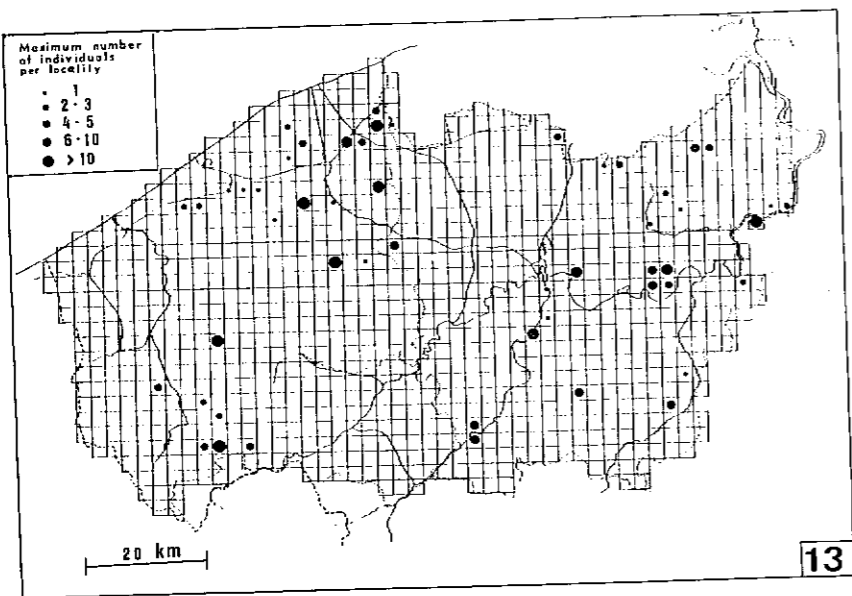 Maximum number
of individuals
per locality
1
2 - 3
4 - 5
6 - 10
> 10
20 km
13